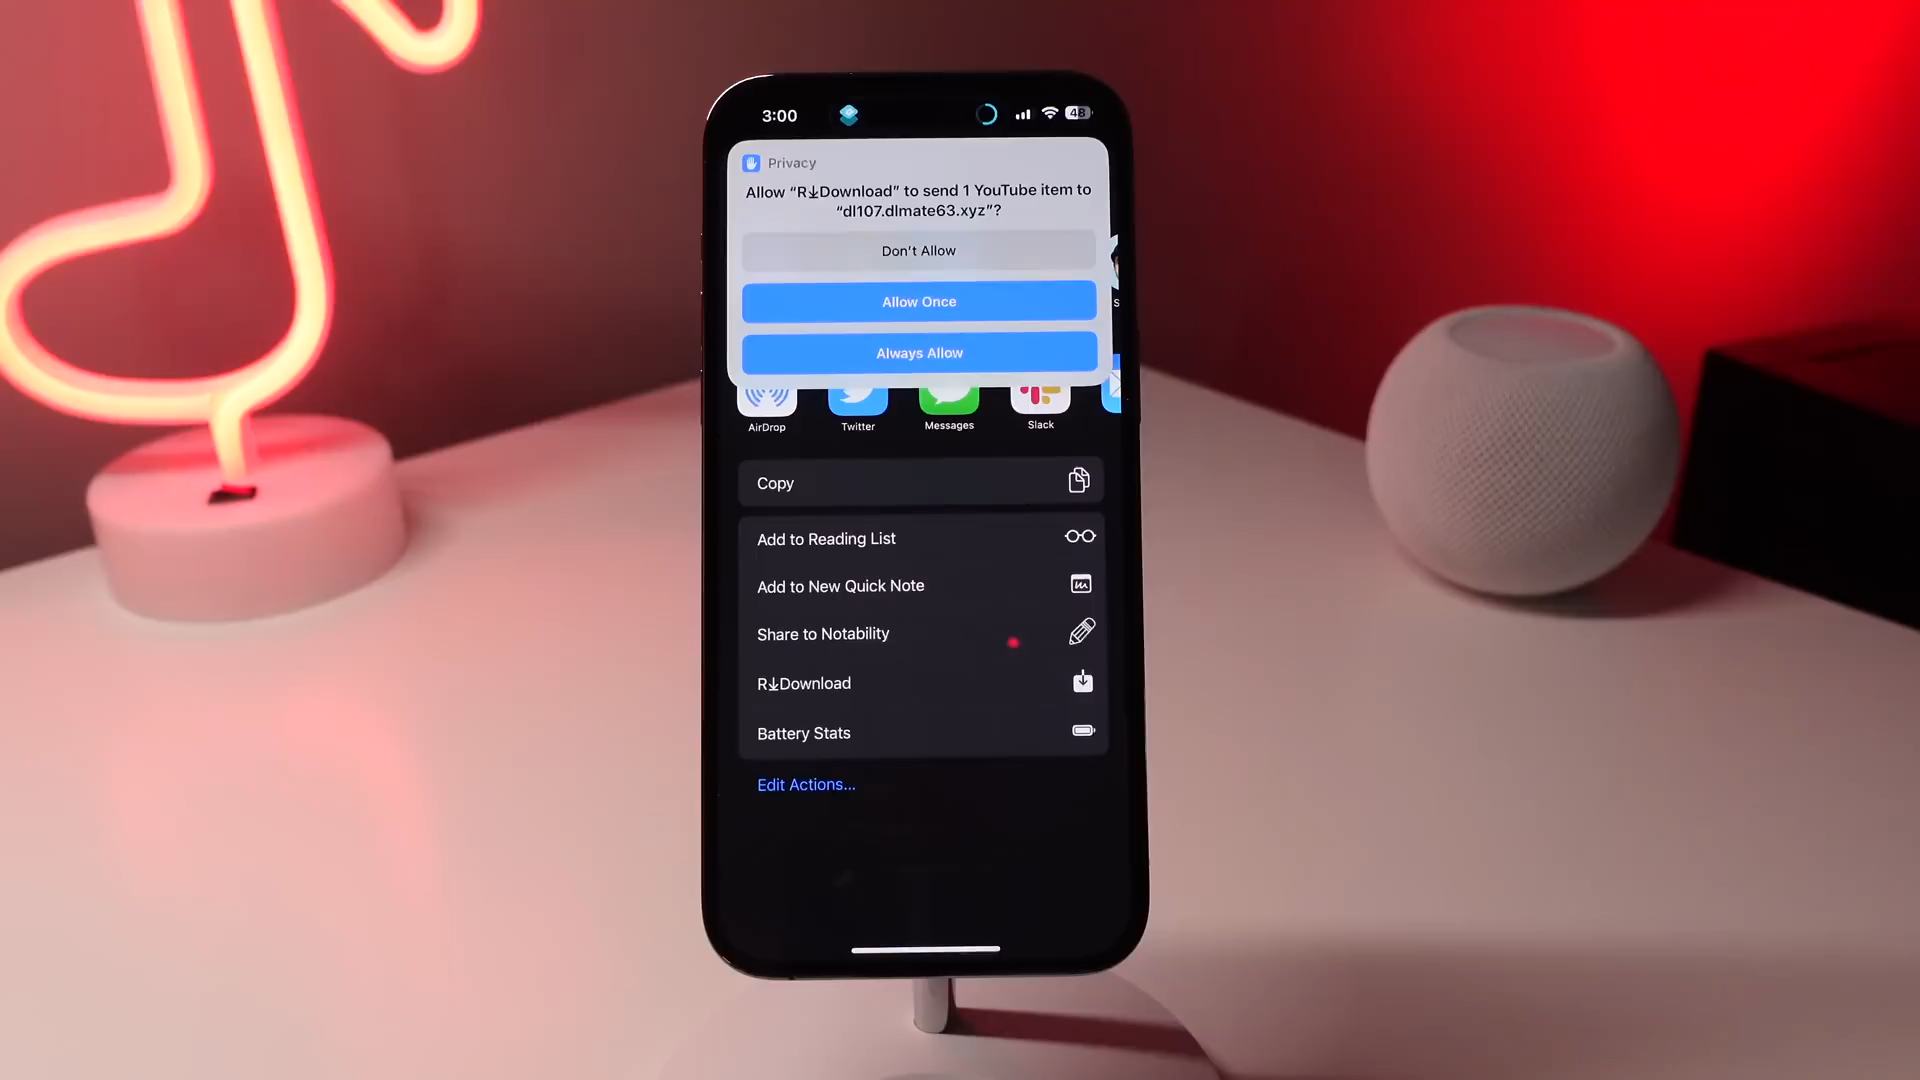 3:00
48
Privacy
Allow “R↓Download” to send 1 YouTube item to
“dl107.dlmate63.xyz”?
Don't Allow
Allow Once
Always Allow
AirDrop
Twitter
Messages
Slack
Copy
Add to Reading List
Add to New Quick Note
Share to Notability
R↓Download
Battery Stats
Edit Actions...